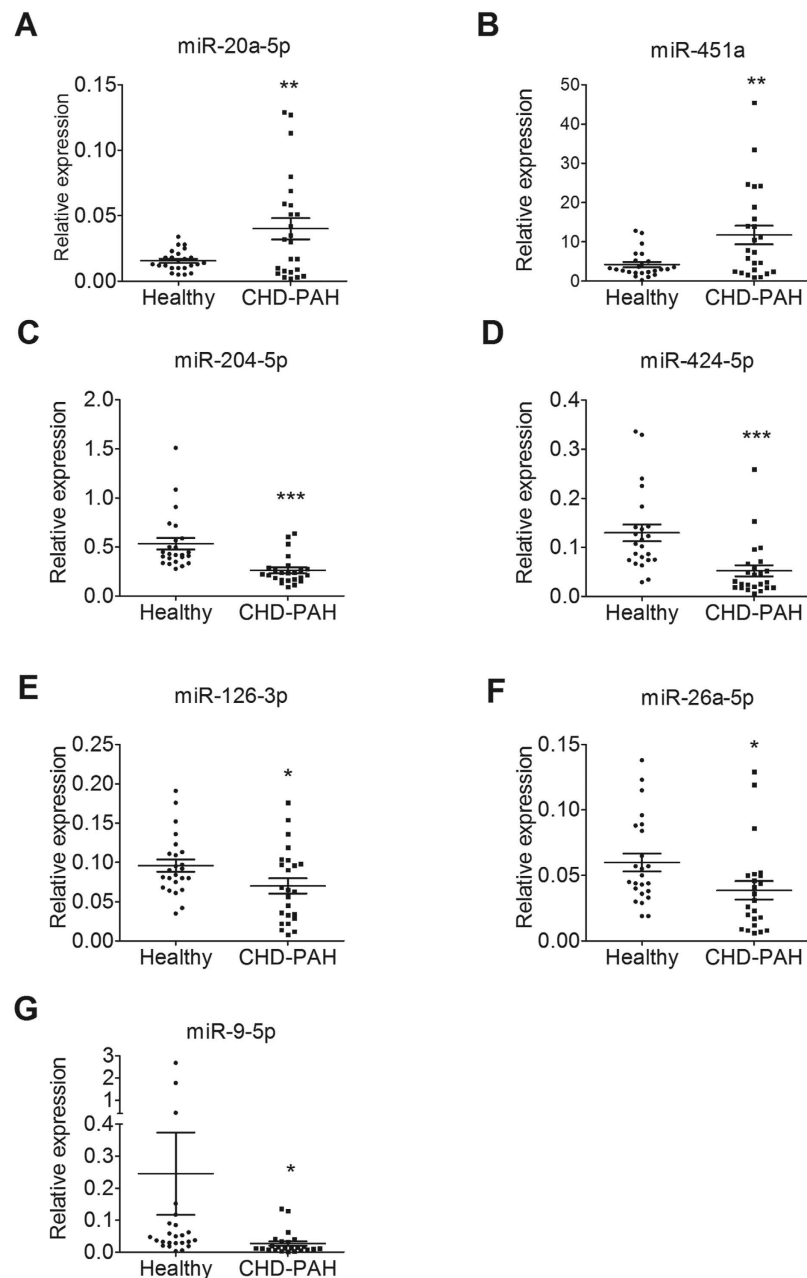 A
miR-20a-5p
**
Relative expression
0.15
0.10
0.05
0.00
Healthy
CHD-PAH
B
miR-451a
**
Relative expression
50
40
30
20
10
0
Healthy
CHD-PAH
C
miR-204-5p
***
Relative expression
2.0
1.5
1.0
0.5
0.0
Healthy
CHD-PAH
D
miR-424-5p
***
Relative expression
0.4
0.3
0.2
0.1
0.0
Healthy
CHD-PAH
E
miR-126-3p
*
Relative expression
0.25
0.20
0.15
0.10
0.05
0.00
Healthy
CHD-PAH
F
miR-26a-5p
*
Relative expression
0.15
0.10
0.05
0.00
Healthy
CHD-PAH
G
miR-9-5p
*
Relative expression
3
2
1
0.4
0.3
0.2
0.1
0.0
Healthy
CHD-PAH